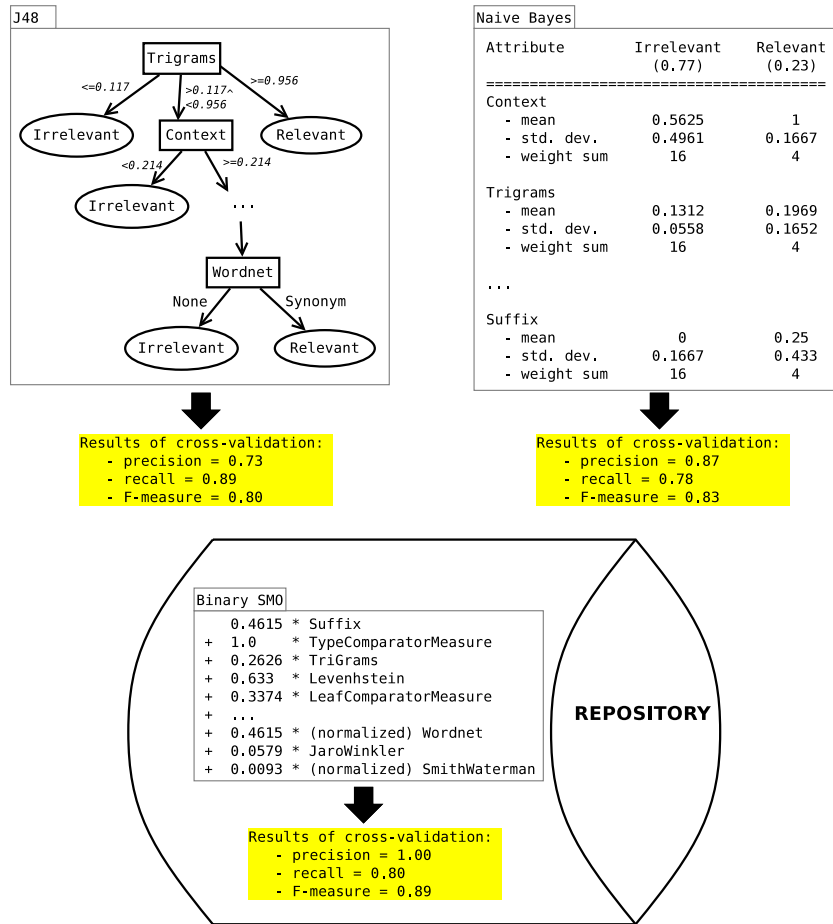 J48
Trigrams
<=0.117
>0.117^
<0.956
>=0.956
Irrelevant
Context
Relevant
<0.214
>=0.214
Irrelevant
...
Wordnet
None
Synonym
Irrelevant
Relevant
Results of cross-validation:
- precision = 0.73
- recall = 0.89
- F-measure = 0.80
Naive Bayes
Attribute Irrelevant Relevant
(0.77) (0.23)
=======================================
Context
- mean 0.5625 1
- std. dev. 0.4961 0.1667
- weight sum 16 4
Trigrams
- mean 0.1312 0.1969
- std. dev. 0.0558 0.1652
- weight sum 16 4
...
Suffix
- mean 0 0.25
- std. dev. 0.1667 0.433
- weight sum 16 4
Results of cross-validation:
- precision = 0.87
- recall = 0.78
- F-measure = 0.83
Binary SMO
0.4615 * Suffix
+ 1.0 * TypeComparatorMeasure
+ 0.2626 * TriGrams
+ 0.633 * Levenhstein
+ 0.3374 * LeafComparatorMeasure
+ ...
+ 0.4615 * (normalized) Wordnet
+ 0.0579 * JaroWinkler
+ 0.0093 * (normalized) SmithWaterman
REPOSITORY
Results of cross-validation:
- precision = 1.00
- recall = 0.80
- F-measure = 0.89